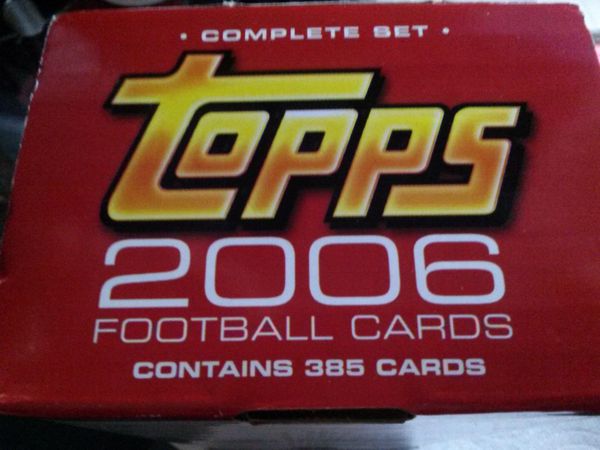 • COMPLETE SET •
topps
2006
FOOTBALL CARDS
CONTAINS 385 CARDS